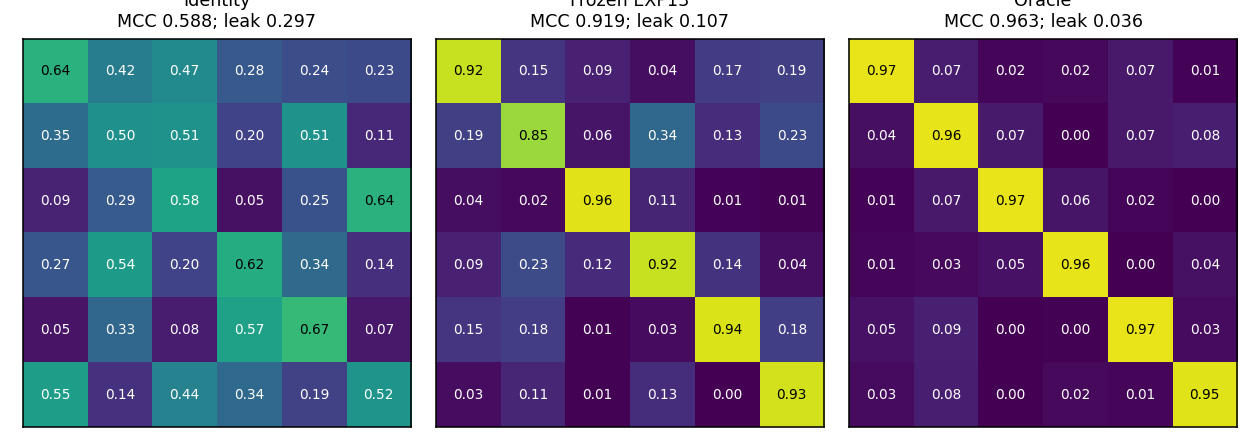 Identity
MCC 0.588; leak 0.297
0.64 0.42 0.47 0.28 0.24 0.23
0.35 0.50 0.51 0.20 0.51 0.11
0.09 0.29 0.58 0.05 0.25 0.64
0.27 0.54 0.20 0.62 0.34 0.14
0.05 0.33 0.08 0.57 0.67 0.07
0.55 0.14 0.44 0.34 0.19 0.52
Frozen EXP13
MCC 0.919; leak 0.107
0.92 0.15 0.09 0.04 0.17 0.19
0.19 0.85 0.06 0.34 0.13 0.23
0.04 0.02 0.96 0.11 0.01 0.01
0.09 0.23 0.12 0.92 0.14 0.04
0.15 0.18 0.01 0.03 0.94 0.18
0.03 0.11 0.01 0.13 0.00 0.93
Oracle
MCC 0.963; leak 0.036
0.97 0.07 0.02 0.02 0.07 0.01
0.04 0.96 0.07 0.00 0.07 0.08
0.01 0.07 0.97 0.06 0.02 0.00
0.01 0.03 0.05 0.96 0.00 0.04
0.05 0.09 0.00 0.00 0.97 0.03
0.03 0.08 0.00 0.02 0.01 0.95